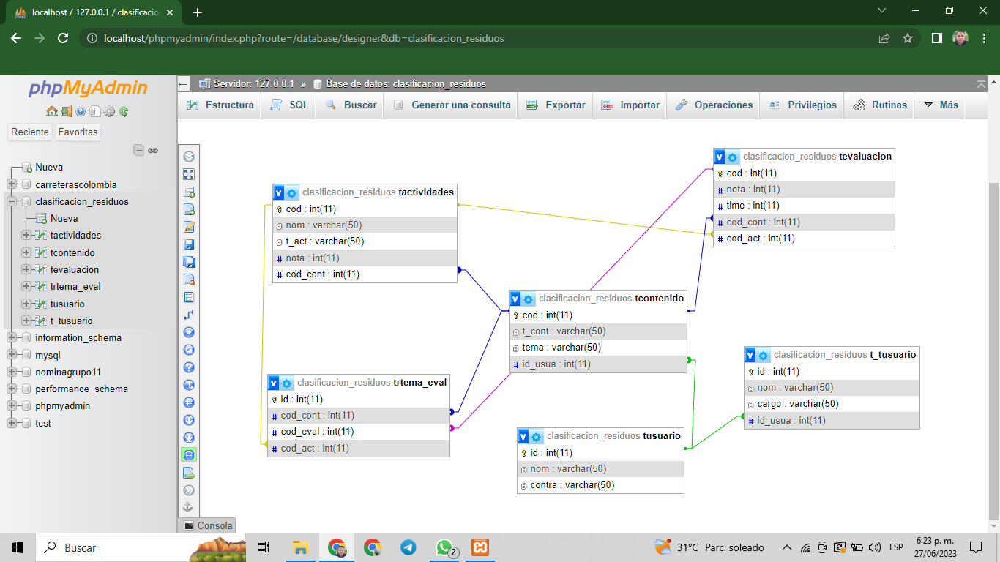 localhost / 127.0.0.1 / clasificacio
localhost/phpmyadmin/index.php?route=/database/designer&db=clasificacion_residuos
phpMyAdmin
Reciente Favoritas
Nueva
carreterascolombia
clasificacion_residuos
Nueva
tactividades
tcontenido
tevaluacion
trtema_eval
tusuario
t_tusuario
information_schema
mysql
nominagrupo11
performance_schema
phpmyadmin
test
Servidor: 127.0.0.1 » Base de datos: clasificacion_residuos
Estructura SQL Buscar Generar una consulta Exportar Importar Operaciones Privilegios Rutinas Más
clasificacion_residuos tactividades
cod : int(11)
nom : varchar(50)
t_act : varchar(50)
nota : int(11)
cod_cont : int(11)
clasificacion_residuos tevaluacion
cod : int(11)
nota : int(11)
time : int(11)
cod_cont : int(11)
cod_act : int(11)
clasificacion_residuos tcontenido
cod : int(11)
t_cont : varchar(50)
tema : varchar(50)
id_usua : int(11)
clasificacion_residuos trtema_eval
id : int(11)
cod_cont : int(11)
cod_eval : int(11)
cod_act : int(11)
clasificacion_residuos t_tusuario
id : int(11)
nom : varchar(50)
cargo : varchar(50)
id_usua : int(11)
clasificacion_residuos tusuario
id : int(11)
nom : varchar(50)
contra : varchar(50)
Consola
Buscar
2
31°C Parc. soleado
ESP
6:23 p. m.
27/06/2023